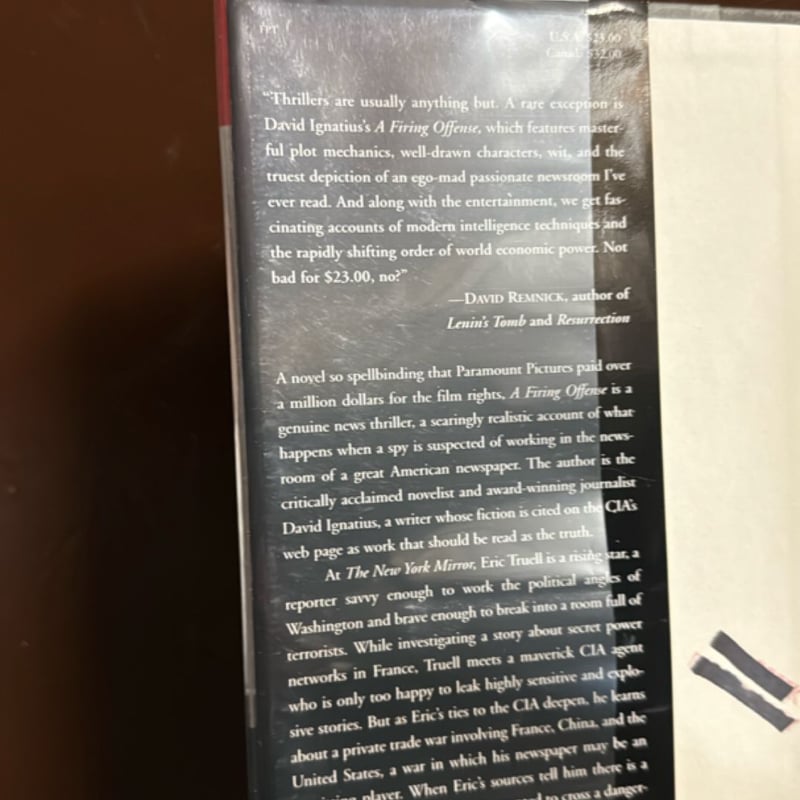 FPT
U.S.A. $23.00
Canada $32.00
“Thrillers are usually anything but. A rare exception is
David Ignatius’s A Firing Offense, which features master-
ful plot mechanics, well-drawn characters, wit, and the
truest depiction of an ego-mad passionate newsroom I’ve
ever read. And along with the entertainment, we get fas-
cinating accounts of modern intelligence techniques and
the rapidly shifting order of world economic power. Not
bad for $23.00, no?”
—DAVID REMNICK, author of
Lenin’s Tomb and Resurrection
A novel so spellbinding that Paramount Pictures paid over
a million dollars for the film rights, A Firing Offense is a
genuine news thriller, a searingly realistic account of what
happens when a spy is suspected of working in the news-
room of a great American newspaper. The author is the
critically acclaimed novelist and award-winning journalist
David Ignatius, a writer whose fiction is cited on the CIA’s
web page as work that should be read as the truth.
At The New York Mirror, Eric Truell is a rising star, a
reporter savvy enough to work the political angles of
Washington and brave enough to break into a room full of
terrorists. While investigating a story about secret power
networks in France, Truell meets a maverick CIA agent
who is only too happy to leak highly sensitive and explo-
sive stories. But as Eric’s ties to the CIA deepen, he learns
about a private trade war involving France, China, and the
United States, a war in which his newspaper may be an
player. When Eric’s sources tell him there is a
to cross a danger-